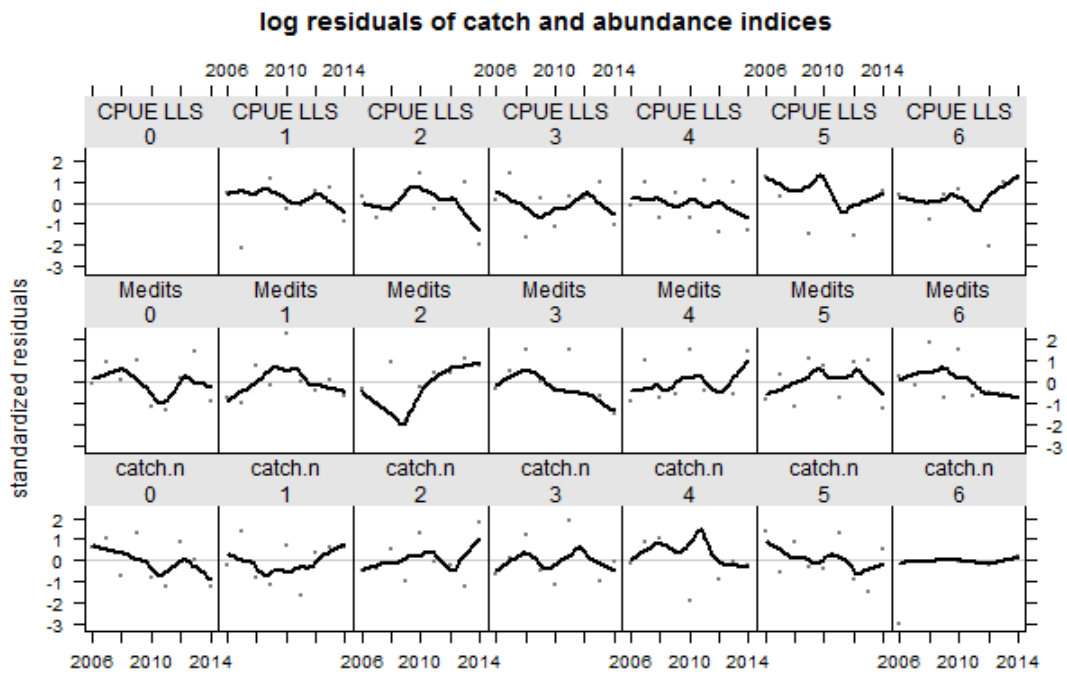 log residuals of catch and abundance indices
2006 2010 2014 2006 2010 2014 2006 2010 2014
CPUE LLS CPUE LLS CPUE LLS CPUE LLS CPUE LLS CPUE LLS CPUE LLS
0 1 2 3 4 5 6
2
1
0
-1
-2
-3
Medits Medits Medits Medits Medits Medits Medits
0 1 2 3 4 5 6
2
1
0
-1
-2
-3
standardized residuals
catch.n catch.n catch.n catch.n catch.n catch.n catch.n
0 1 2 3 4 5 6
2
1
0
-1
-2
-3
2006 2010 2014 2006 2010 2014 2006 2010 2014 2006 2010 2014